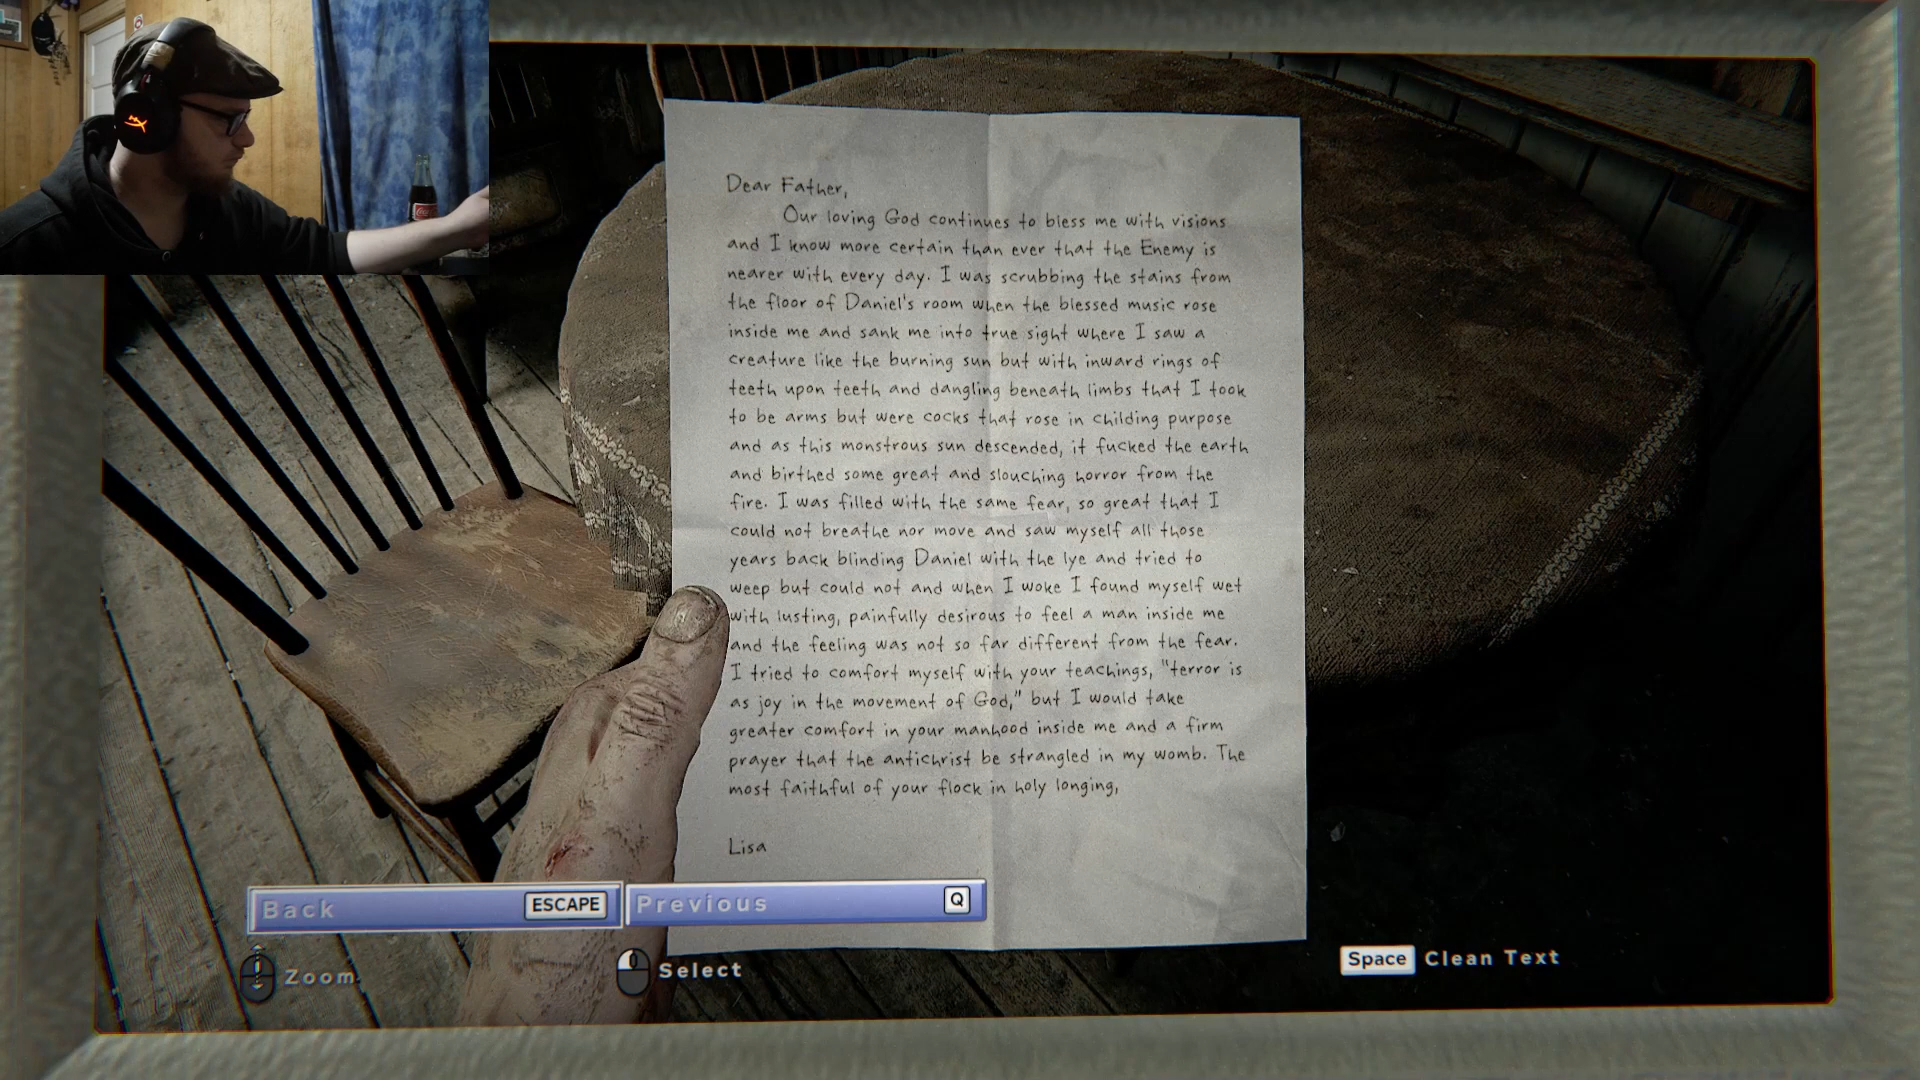 Dear Father,
Our loving God continues to bless me with visions
and I know more certain than ever that the Enemy is
nearer with every day. I was scrubbing the stains from
the floor of Daniel's room when the blessed music rose
inside me and sank me into true sight where I saw a
creature like the burning sun but with inward rings of
teeth upon teeth and dangling beneath limbs that I took
to be arms but were cocks that rose in childing purpose
and as this monstrous sun descended, it fucked the earth
and birthed some great and slouching horror from the
fire. I was filled with the same fear, so great that I
could not breathe nor move and saw myself all those
years back blinding Daniel with the lye and tried to
weep but could not and when I woke I found myself wet
with lusting, painfully desirous to feel a man inside me
and the feeling was not so far different from the fear.
I tried to comfort myself with your teachings, "terror is
as joy in the movement of God," but I would take
greater comfort in your manhood inside me and a firm
prayer that the antichrist be strangled in my womb. The
most faithful of your flock in holy longing,
Lisa
Back ESCAPE Previous Q
Zoom Select Space Clean Text